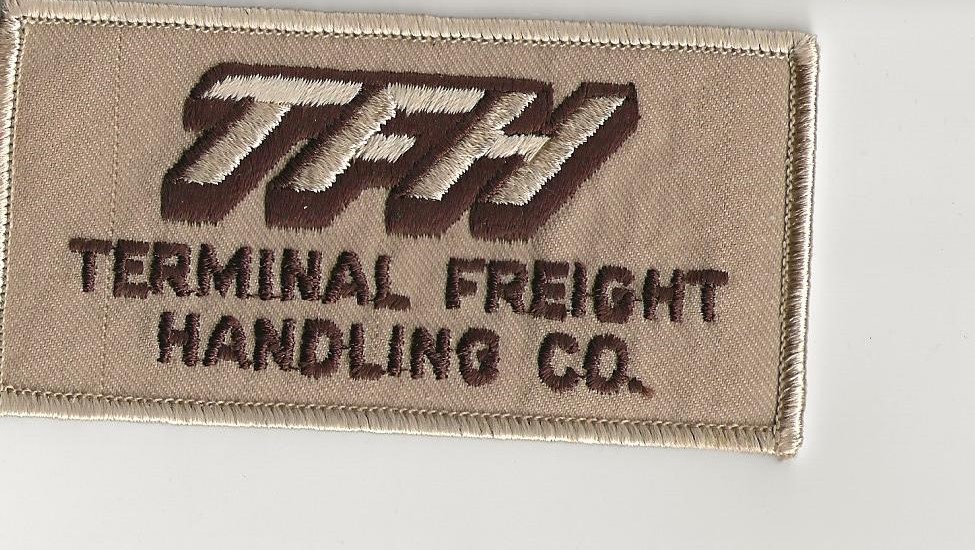 TFH
TERMINAL FREIGHT
HANDLING CO.